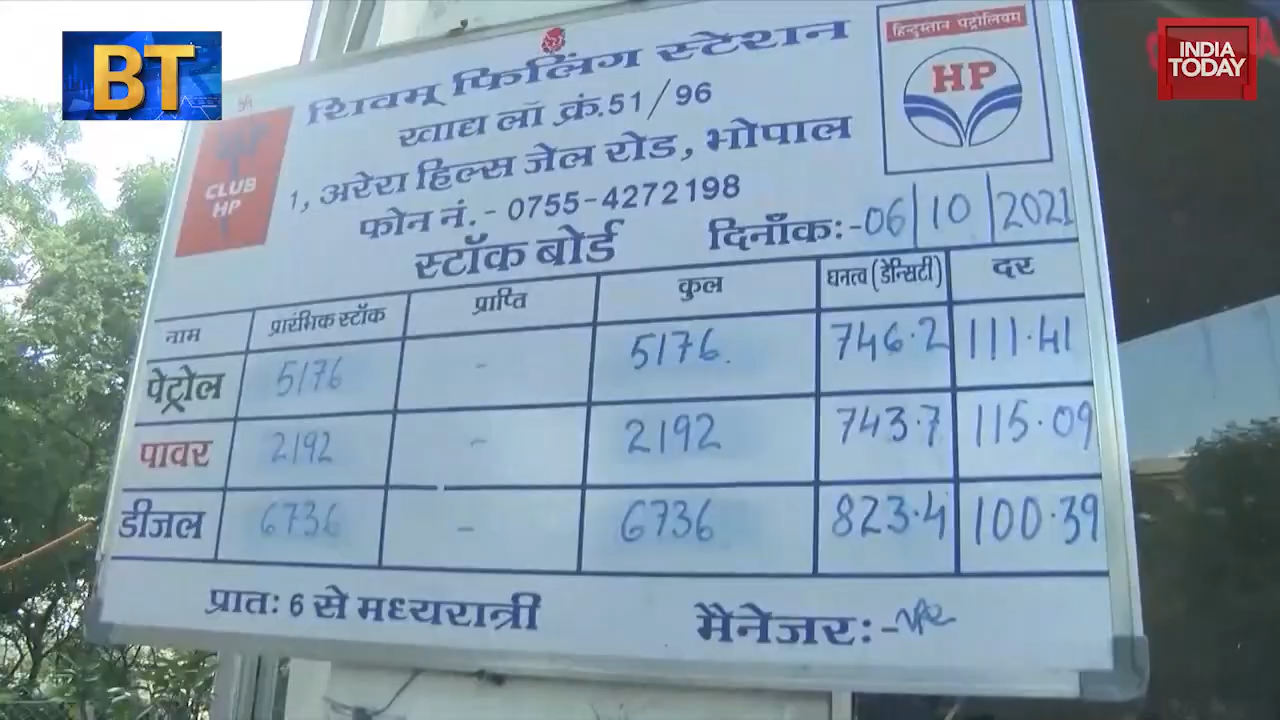 BT
INDIA
TODAY
हिन्दुस्तान पेट्रोलियम
HP
CLUB
HP
शिवम् फिलिंग स्टेशन
खाद्य लॉ क्रं.51/96
1, अरेरा हिल्स जेल रोड, भोपाल
फोन नं.- 0755-4272198
स्टॉक बोर्ड दिनाँक:-06/10/2021
नाम प्रारंभिक स्टॉक प्राप्ति कुल घनत्व (डेन्सिटी) दर
पेट्रोल 5176 - 5176. 746.2 111.41
पावर 2192 - 2192 743.7 115.09
डीजल 6736 - 6736 823.4 100.39
प्रातः 6 से मध्यरात्री मैनेजर:-